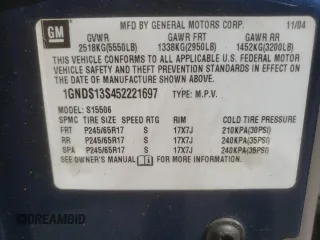 GM
MFD BY GENERAL MOTORS CORP. 11/04
GVWR GAWR FRT GAWR RR
2518KG(5550LB) 1338KG(2950LB) 1452KG(3200LB)
THIS VEHICLE CONFORMS TO ALL APPLICABLE U.S. FEDERAL MOTOR
VEHICLE SAFETY AND THEFT PREVENTION STANDARDS IN EFFECT ON THE
DATE OF MANUFACTURE SHOWN ABOVE.
1GNDS13S452221697 TYPE: M.P.V.
MODEL: S15506
SPMC TIRE SIZE SPEED RTG RIM COLD TIRE PRESSURE
FRT P245/65R17 S 17X7J 210KPA(30PSI)
RR P245/65R17 S 17X7J 240KPA(35PSI)
SPA P245/65R17 S 17X7J 240KPA(35PSI)
SEE OWNER'S MANUAL FOR MORE INFORMATION.
© DREAMBID AUTOASTAT